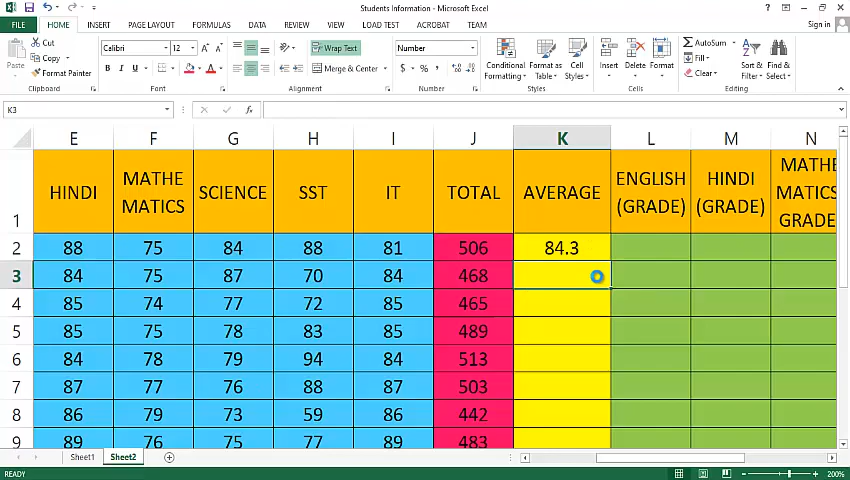 Students Information - Microsoft Excel
Sign in
FILE HOME INSERT PAGE LAYOUT FORMULAS DATA REVIEW VIEW LOAD TEST ACROBAT TEAM
Cut
Copy
Format Painter
Paste
Clipboard
Calibri 12
B I U
Font
Wrap Text
Merge & Center
Alignment
Number
$ % ,
Number
Conditional Formatting
Format as Table
Cell Styles
Styles
Insert Delete Format
Cells
AutoSum
Fill
Clear
Sort & Filter
Find & Select
Editing
K3
fx
E F G H I J K L M N
1 HINDI MATHE MATICS SCIENCE SST IT TOTAL AVERAGE ENGLISH (GRADE) HINDI (GRADE) MATHE MATICS GRADE
2 88 75 84 88 81 506 84.3
3 84 75 87 70 84 468
4 85 74 77 72 85 465
5 85 75 78 83 85 489
6 84 78 79 94 84 513
7 87 77 76 88 87 503
8 86 79 73 59 86 442
9 89 76 75 77 89 483
Sheet1 Sheet2
READY
200%